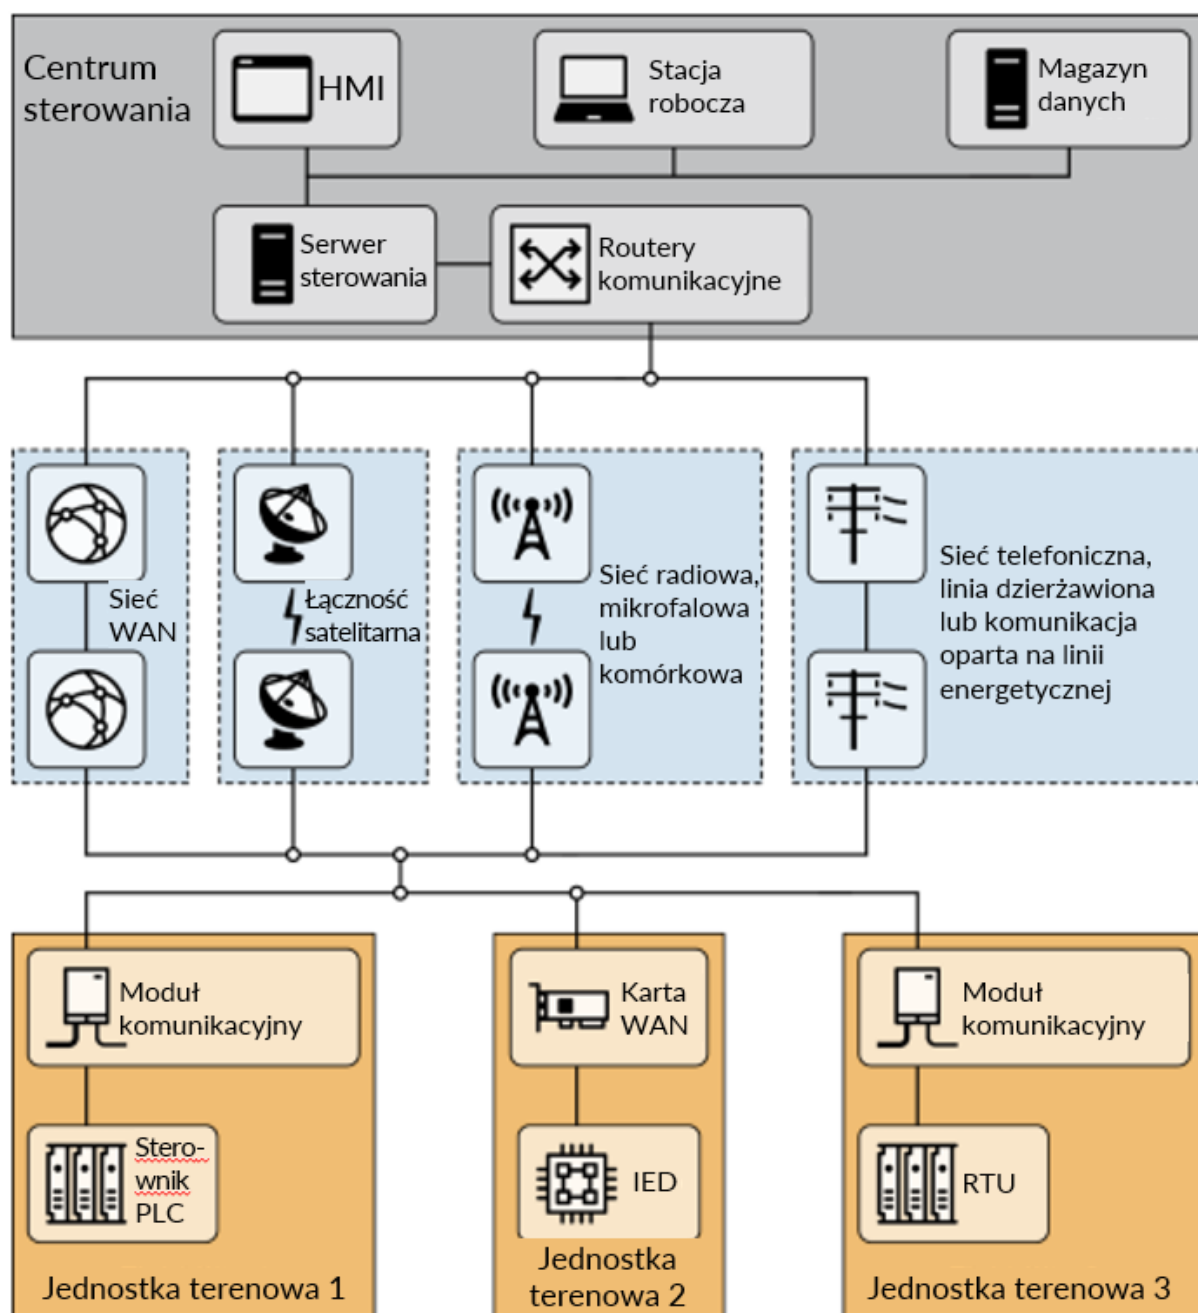 Centrum
sterowania
HMI
Stacja
robocza
Magazyn
danych
Serwer
sterowania
Routery
komunikacyjne
Sieć
WAN
Łączność
satelitarna
Sieć radiowa,
mikrofalowa
lub
komórkowa
Sieć telefoniczna,
linia dzierżawiona
lub komunikacja
oparta na linii
energetycznej
Moduł
komunikacyjny
Karta
WAN
Moduł
komunikacyjny
Stero-
wnik
PLC
IED
RTU
Jednostka terenowa 1
Jednostka
terenowa 2
Jednostka terenowa 3